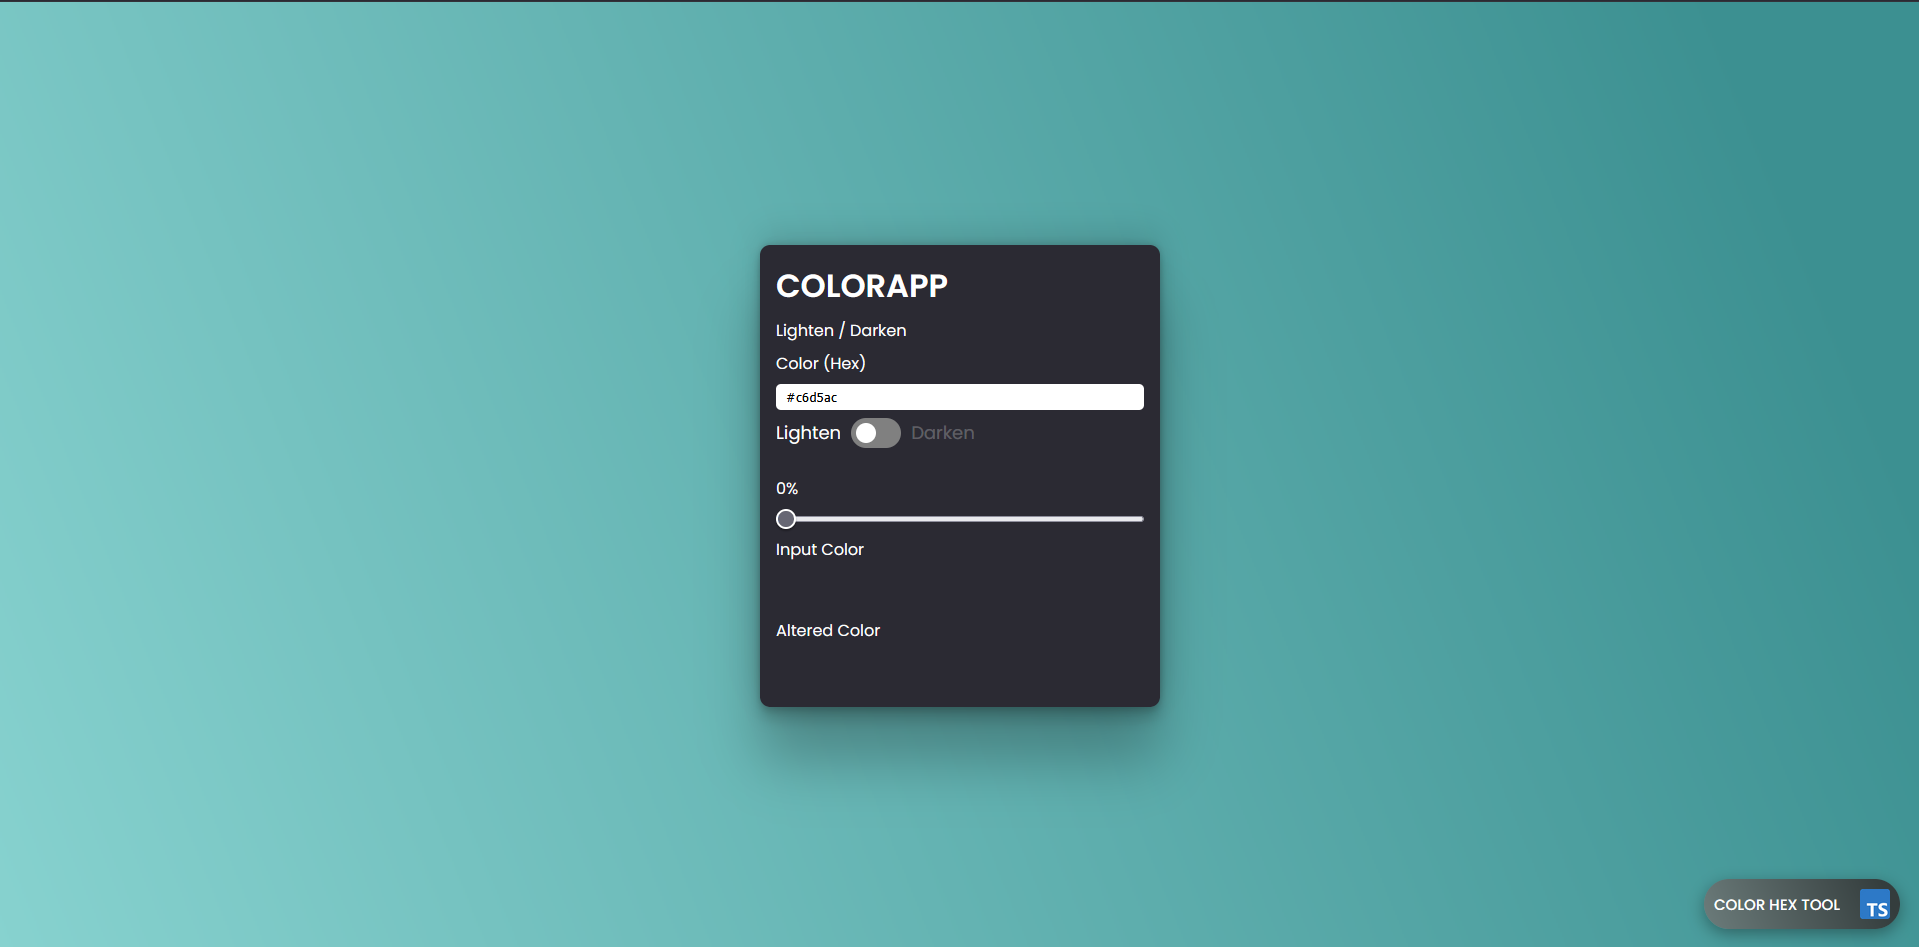 COLORAPP
Lighten / Darken
Color (Hex)
#c6d5ac
Lighten Darken
0%
Input Color
Altered Color
COLOR HEX TOOL TS